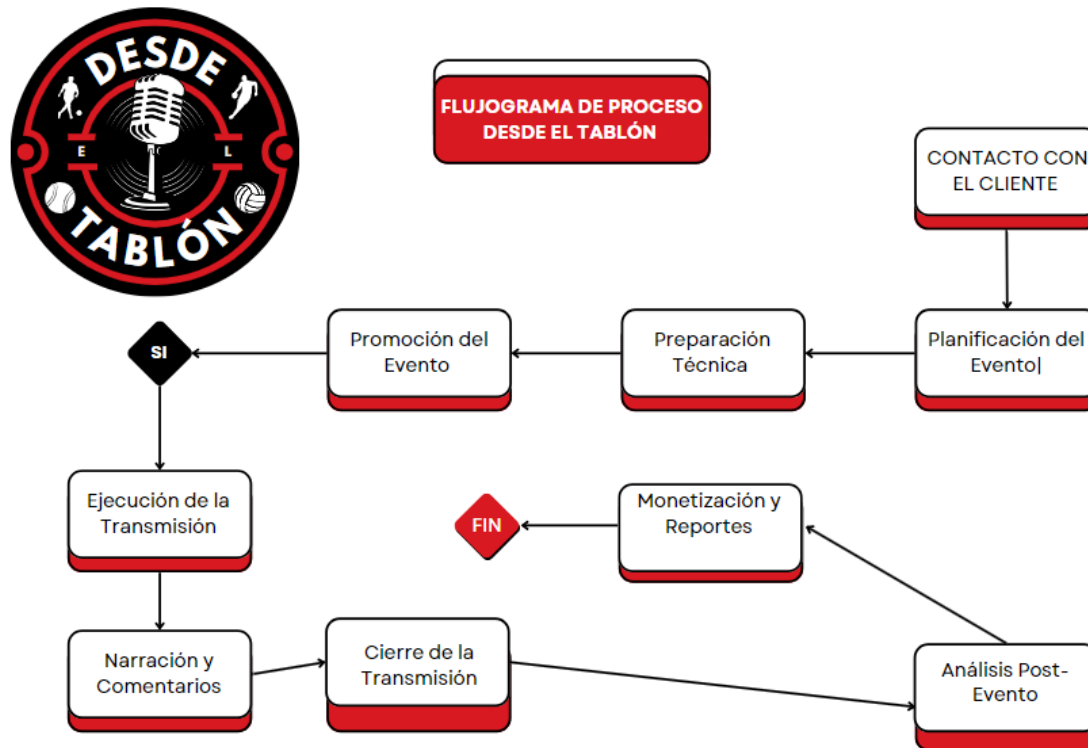 DESDE
E L
TABLÓN
FLUJOGRAMA DE PROCESO
DESDE EL TABLÓN
CONTACTO CON
EL CLIENTE
Planificación del
Evento|
Preparación
Técnica
Promoción del
Evento
SI
Ejecución de la
Transmisión
Narración y
Comentarios
Cierre de la
Transmisión
Análisis Post-
Evento
Monetización y
Reportes
FIN